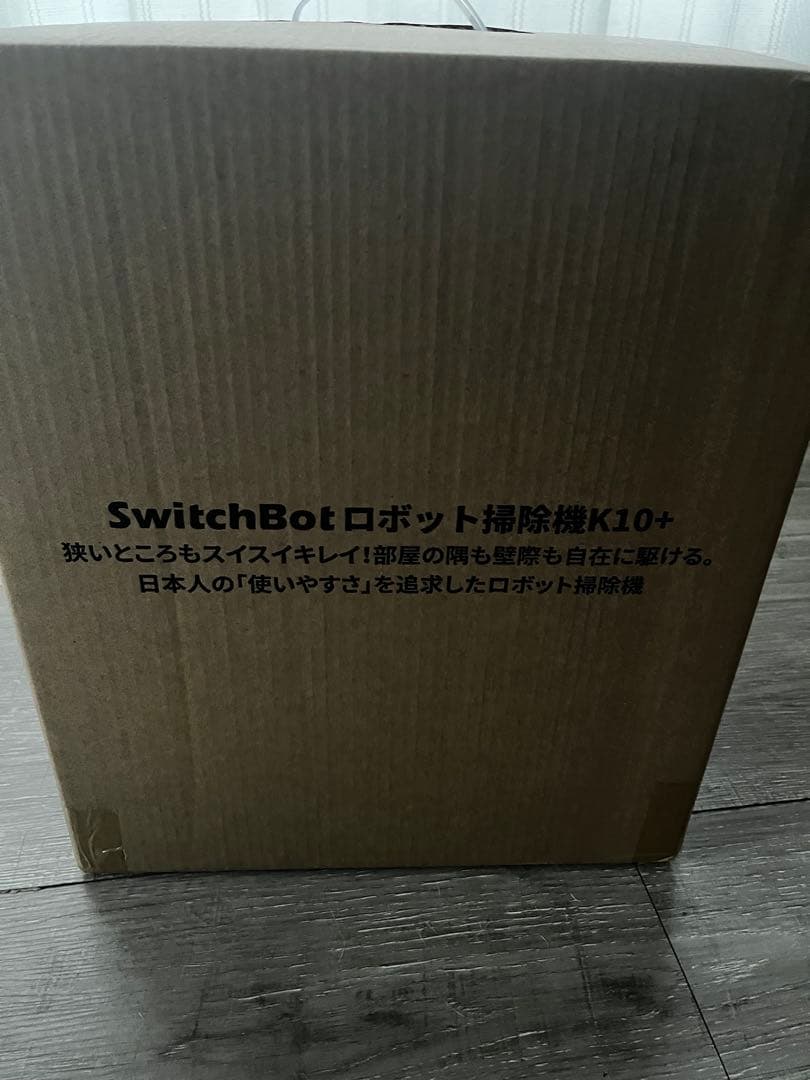 SwitchBotロボット掃除機K10+
狭いところもスイスイキレイ!部屋の隅も壁際も自在に駆ける。
日本人の「使いやすさ」を追求したロボット掃除機